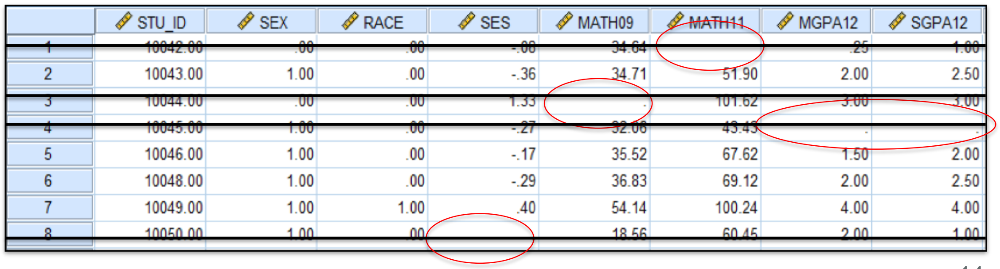 STU_ID SEX RACE SES MATH09 MATH11 MGPA12 SGPA12
1 10042.00 .00 .00 -.08 34.64 .25 1.00
2 10043.00 1.00 .00 -.36 34.71 51.90 2.00 2.50
3 10044.00 .00 .00 1.33 . 101.62 3.00 3.00
4 10045.00 1.00 .00 -.27 32.06 43.43 . .
5 10046.00 1.00 .00 -.17 35.52 67.62 1.50 2.00
6 10048.00 1.00 .00 -.29 36.83 69.12 2.00 2.50
7 10049.00 1.00 1.00 .40 54.14 100.24 4.00 4.00
8 10050.00 1.00 .00 18.56 60.45 2.00 1.00